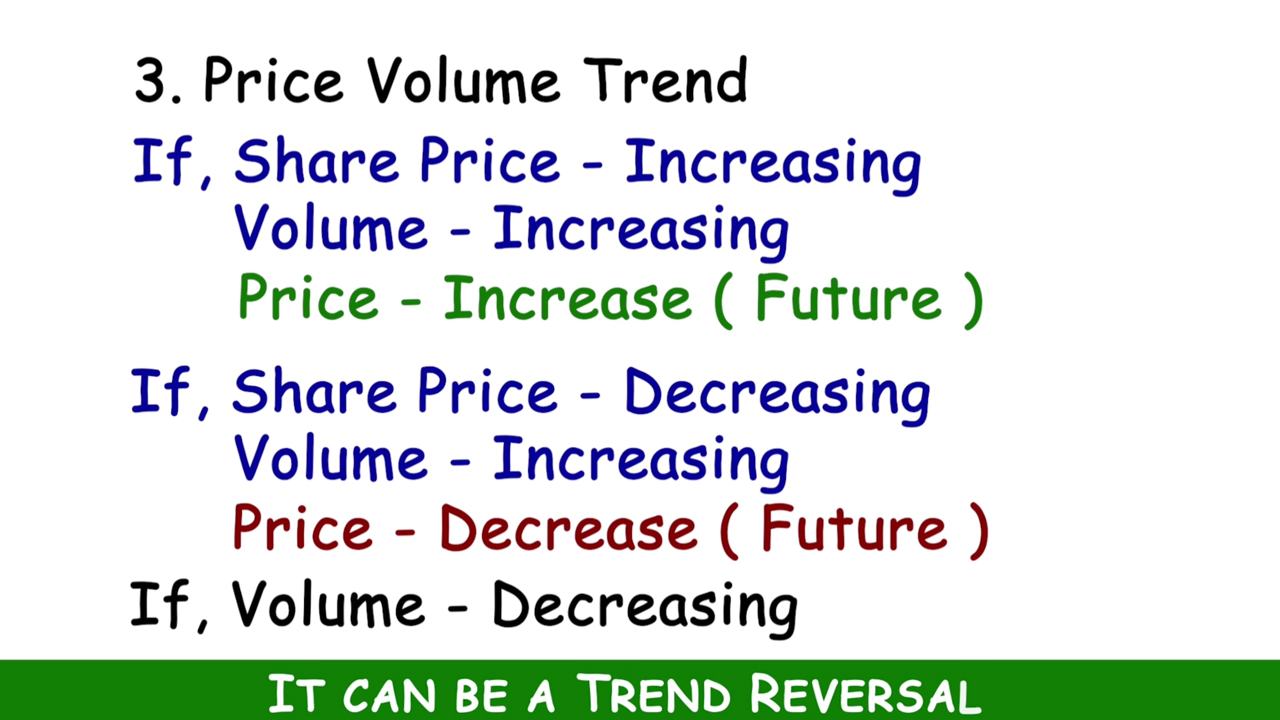 3. Price Volume Trend
If, Share Price - Increasing
Volume - Increasing
Price - Increase ( Future )
If, Share Price - Decreasing
Volume - Increasing
Price - Decrease ( Future )
If, Volume - Decreasing
IT CAN BE A TREND REVERSAL